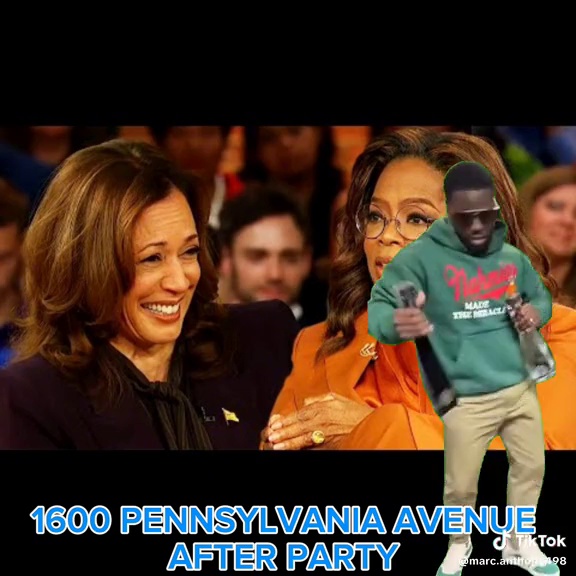 MADE
THE MIRACLE
1600 PENNSYLVANIA AVENUE
AFTER PARTY
TikTok